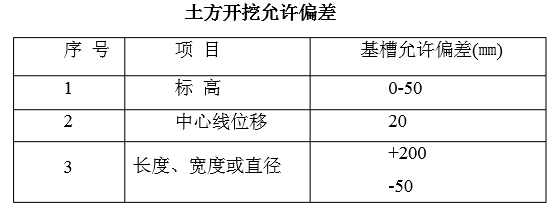 土方开挖允许偏差
序 号 项 目 基槽允许偏差(㎜)
1 标 高 0-50
2 中心线位移 20
3 长度、宽度或直径 +200
-50